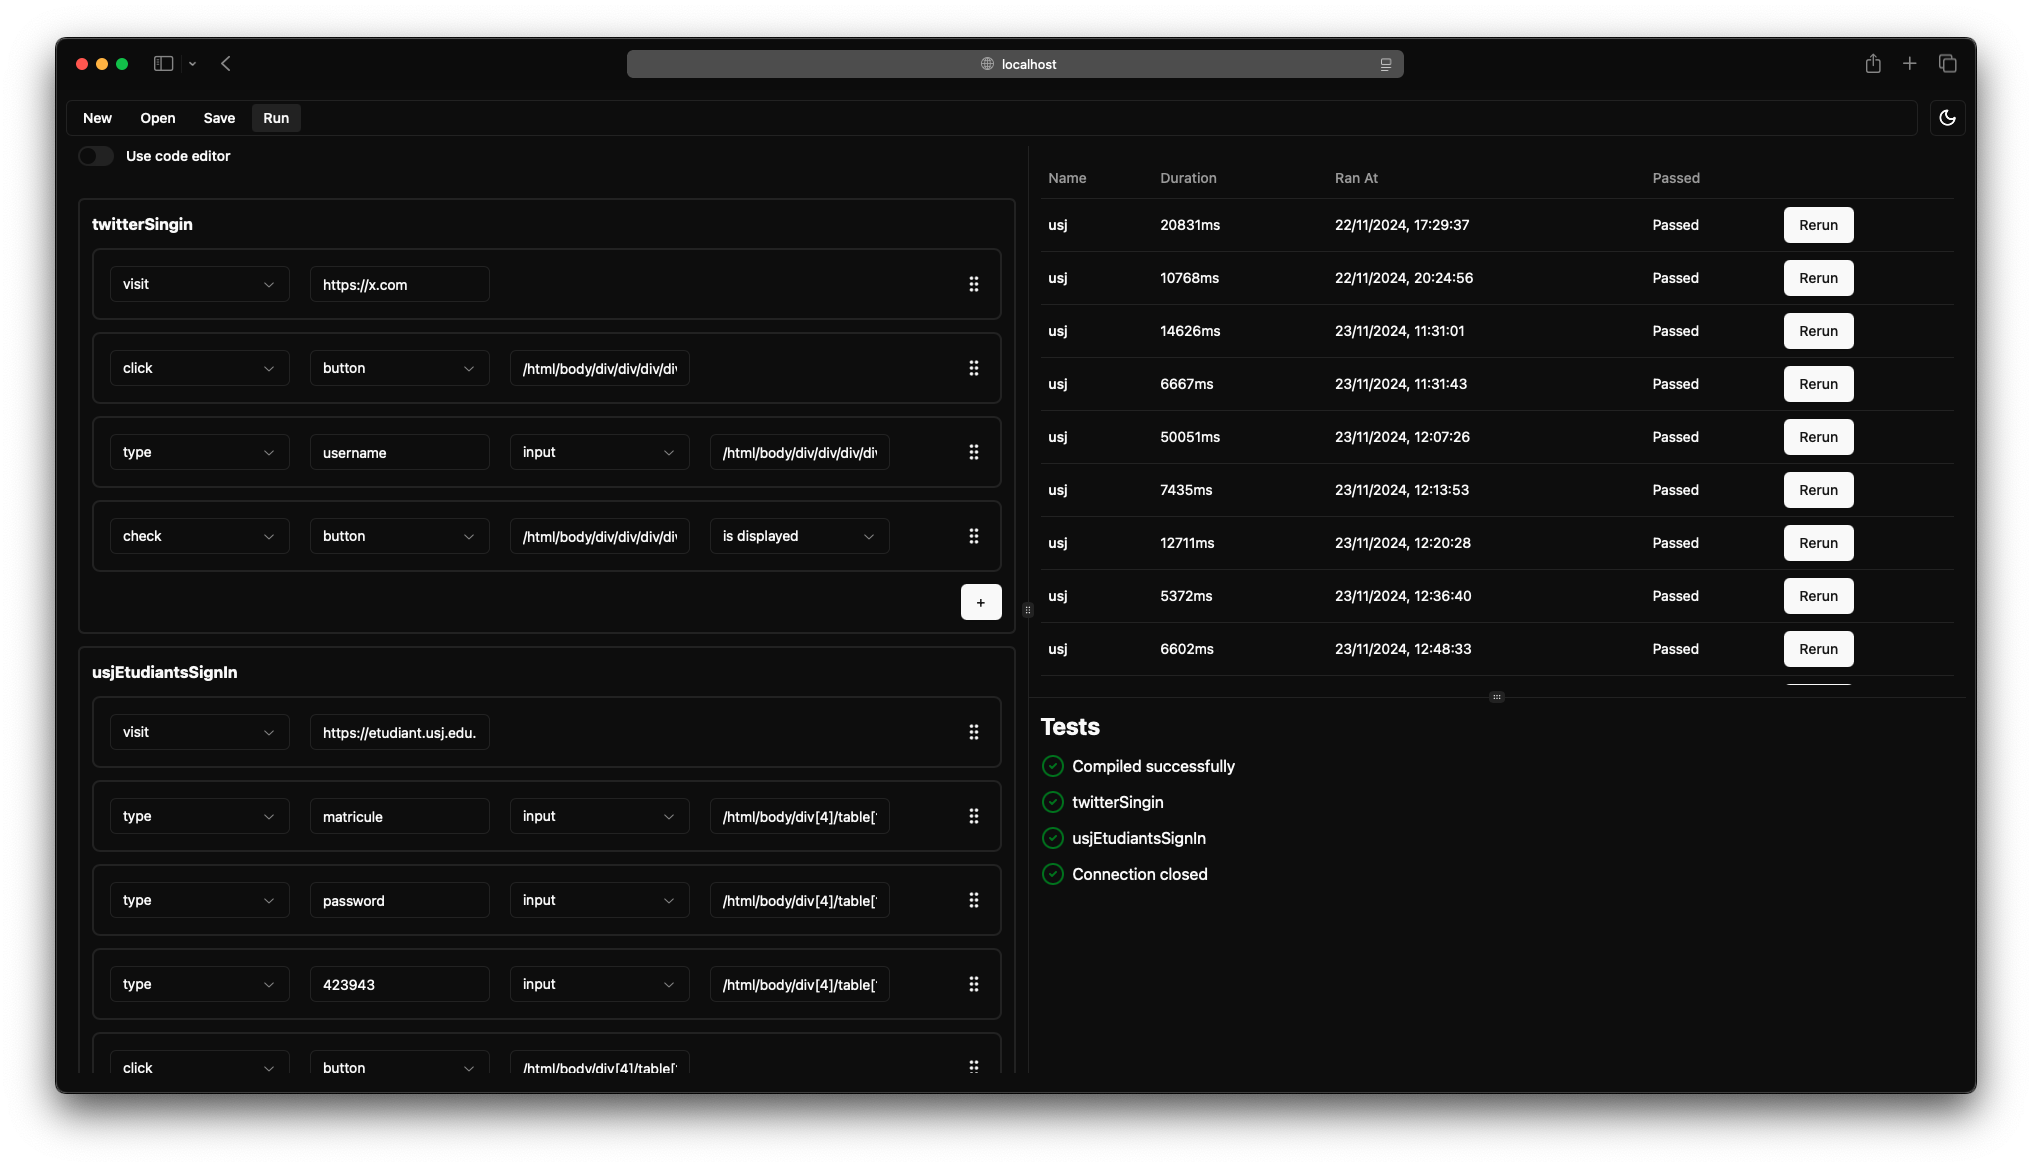 localhost
New Open Save Run
Use code editor
twitterSingin
visit https://x.com
click button /html/body/div/div/div/di
type username input /html/body/div/div/div/di
check button /html/body/div/div/div/di is displayed
+
usjEtudiantsSignIn
visit https://etudiant.usj.edu.
type matricule input /html/body/div[4]/table[
type password input /html/body/div[4]/table[
type 423943 input /html/body/div[4]/table[
click button /html/body/div[4]/table[
Name Duration Ran At Passed
usj 20831ms 22/11/2024, 17:29:37 Passed Rerun
usj 10768ms 22/11/2024, 20:24:56 Passed Rerun
usj 14626ms 23/11/2024, 11:31:01 Passed Rerun
usj 6667ms 23/11/2024, 11:31:43 Passed Rerun
usj 50051ms 23/11/2024, 12:07:26 Passed Rerun
usj 7435ms 23/11/2024, 12:13:53 Passed Rerun
usj 12711ms 23/11/2024, 12:20:28 Passed Rerun
usj 5372ms 23/11/2024, 12:36:40 Passed Rerun
usj 6602ms 23/11/2024, 12:48:33 Passed Rerun
Tests
Compiled successfully
twitterSingin
usjEtudiantsSignIn
Connection closed